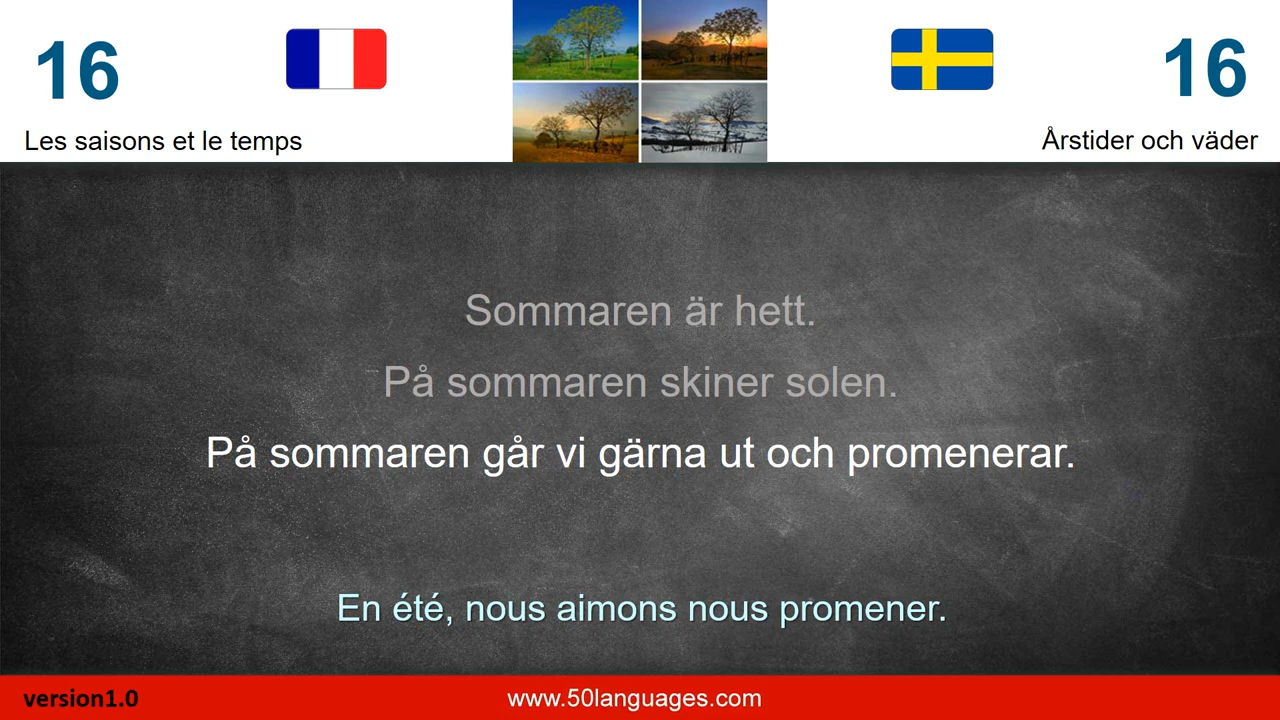 16
16
Les saisons et le temps
Årstider och väder
Sommaren är hett.
På sommaren skiner solen.
På sommaren går vi gärna ut och promenerar.
En été, nous aimons nous promener.
version1.0
www.50languages.com